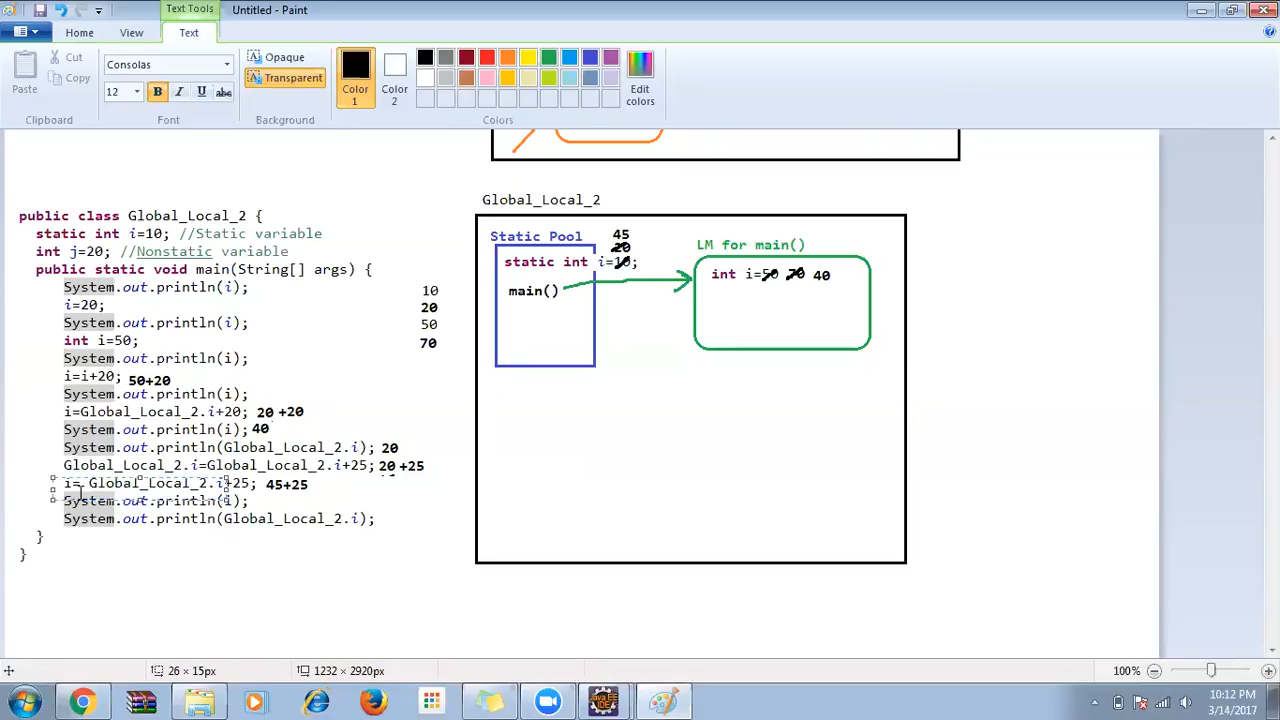 Text Tools
Untitled - Paint
Home
View
Text
Paste
Cut
Copy
Clipboard
Consolas
12
B
I
U
abc
Font
Opaque
Transparent
Background
Color
1
Color
2
Edit
colors
Colors
Global_Local_2
public class Global_Local_2 {
static int i=10; //Static variable
int j=20; //Nonstatic variable
public static void main(String[] args) {
System.out.println(i);
i=20;
System.out.println(i);
int i=50;
System.out.println(i);
i=i+20; 50+20
System.out.println(i);
i=Global_Local_2.i+20; 20 +20
System.out.println(i); 40
System.out.println(Global_Local_2.i); 20
Global_Local_2.i=Global_Local_2.i+25; 20 +25
i= Global_Local_2.i+25; 45+25
System.out.println(i);
System.out.println(Global_Local_2.i);
}
}
10
20
50
70
Static Pool
45
20
static int i=10;
main()
LM for main()
int i=50 70 40
26 × 15px
1232 × 2920px
100%
10:12 PM
3/14/2017